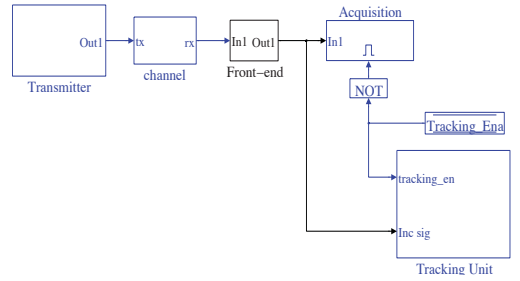 Acquisition
Out1
tx
rx
In1 Out1
In1
Transmitter
channel
Front-end
NOT
Tracking_Ena
tracking_en
Inc sig
Tracking Unit